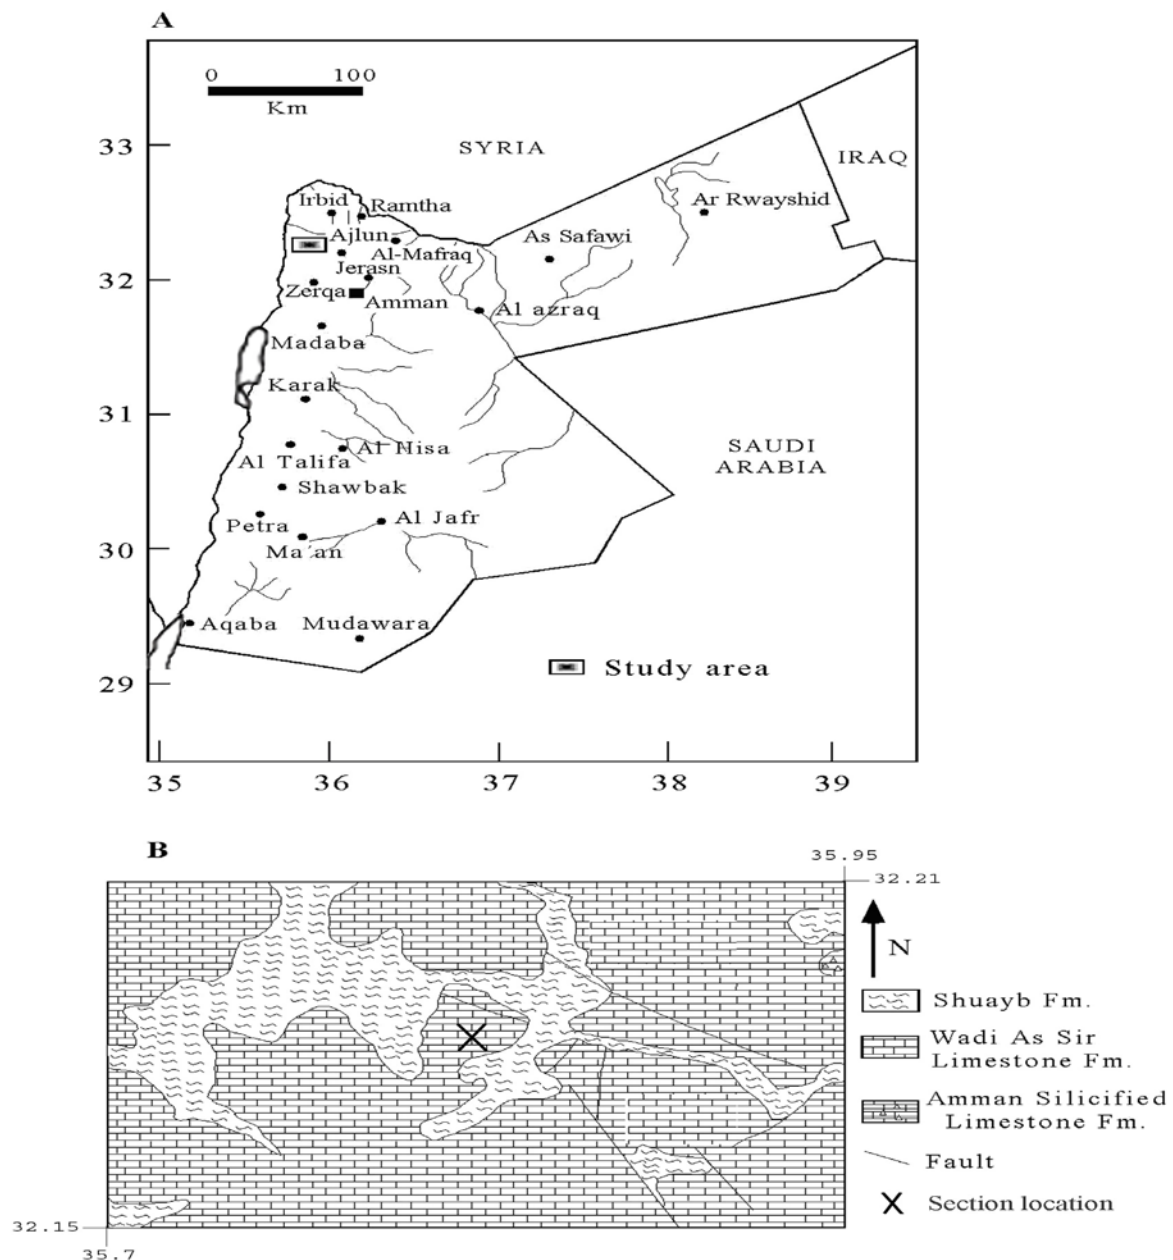 A
0 100
Km
33
SYRIA
IRAQ
Irbid
Ramtha
Ar Rwayshid
Ajlun
As Safawi
Al-Mafraq
Jerasn
32
Zerqa
Amman
Al azraq
Madaba
Karak
31
Al Hisa
SAUDI
ARABIA
Al Talifa
Shawbak
Petra
Al Jafr
Ma'an
30
Aqaba
Mudawara
Study area
29
35 36 37 38 39
B
35.95
32.21
N
Shuayb Fm.
Wadi As Sir
Limestone Fm.
Amman Silicified
Limestone Fm.
Fault
Section location
32.15
35.7